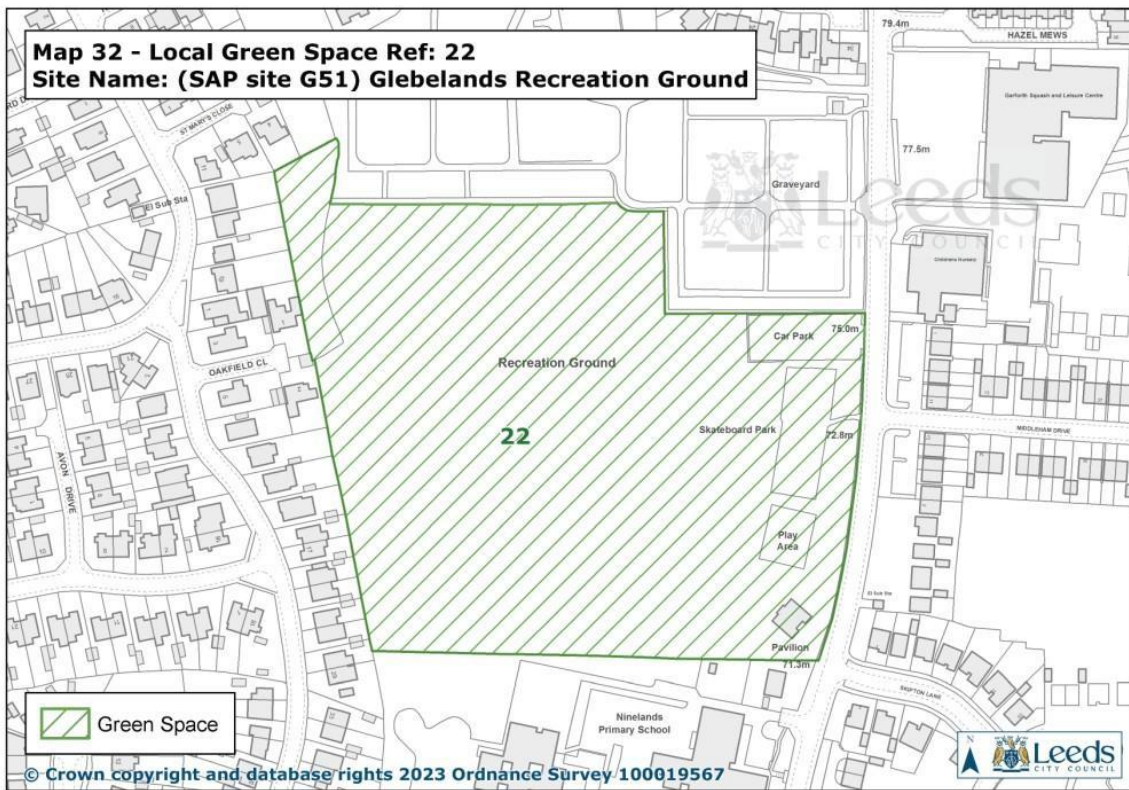 Map 32 - Local Green Space Ref: 22
Site Name: (SAP site G51) Glebelands Recreation Ground
79.4m
HAZEL MEWS
Garforth Squash and Leisure Centre
ST MARY'S CLOSE
77.5m
Graveyard
Leeds
CITY COUNCIL
El Sub Sta
Car Park
75.0m
Recreation Ground
OAKFIELD CL
22
Skateboard Park
72.8m
MIDDLEHAM DRIVE
AVON DRIVE
Play
Area
El Sub Sta
Pavilion
71.3m
SKIPTON LANE
Ninelands
Primary School
Green Space
N
Leeds
CITY COUNCIL
© Crown copyright and database rights 2023 Ordnance Survey 100019567